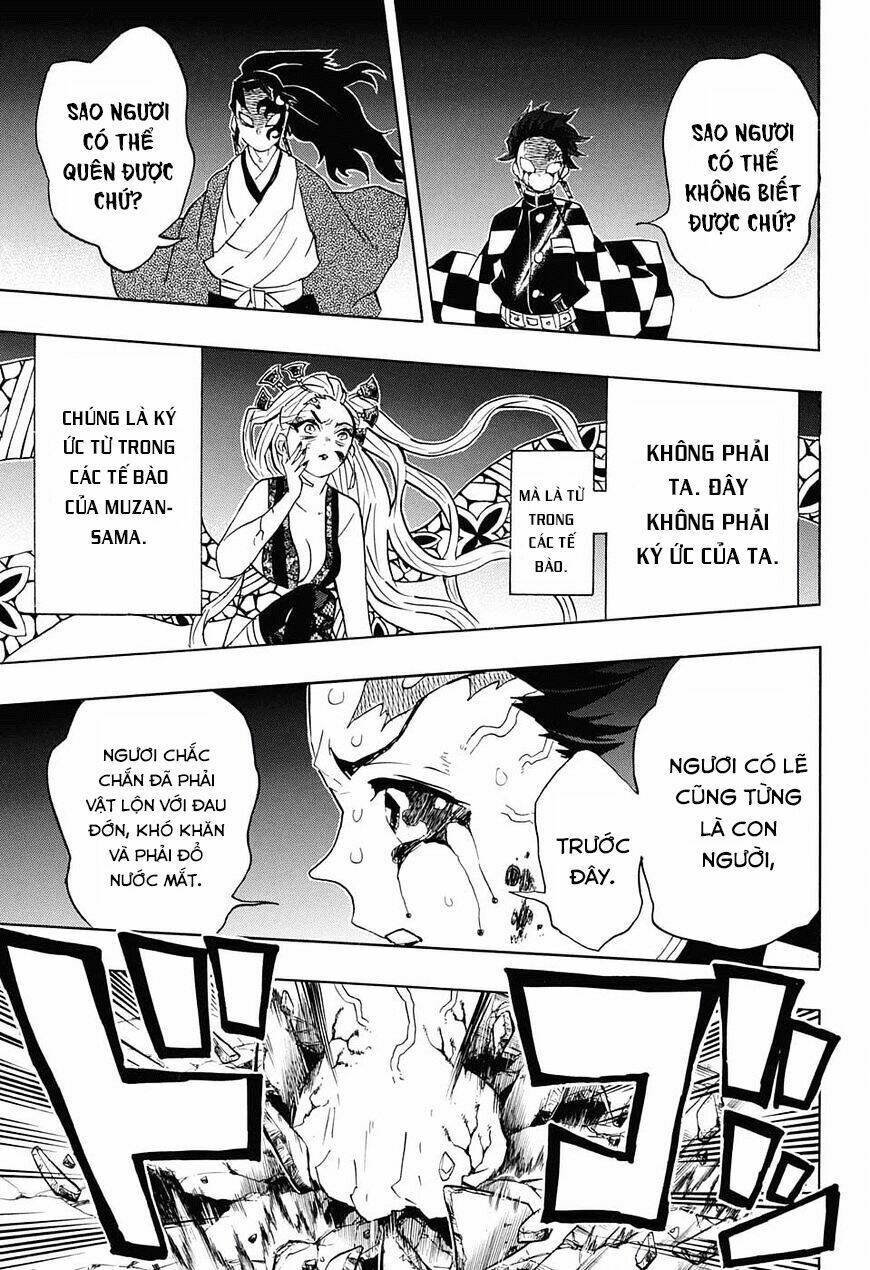 SAO NGƯƠI
CÓ THỂ
KHÔNG BIẾT
ĐƯỢC CHỨ?
SAO NGƯƠI
CÓ THỂ
QUÊN ĐƯỢC
CHỨ?
KHÔNG PHẢI
TA. ĐÂY
KHÔNG PHẢI
KÝ ỨC CỦA TA.
MÀ LÀ TỪ
TRONG
CÁC TẾ
BÀO.
CHÚNG LÀ KÝ
ỨC TỪ TRONG
CÁC TẾ BÀO
CỦA MUZAN-
SAMA.
NGƯƠI CÓ LẼ
CŨNG TỪNG
LÀ CON
NGƯỜI,
TRƯỚC
ĐÂY.
NGƯƠI CHẮC
CHẮN ĐÃ PHẢI
VẬT LỘN VỚI ĐAU
ĐỚN, KHÓ KHĂN
VÀ PHẢI ĐỔ
NƯỚC MẮT.
ドゴ